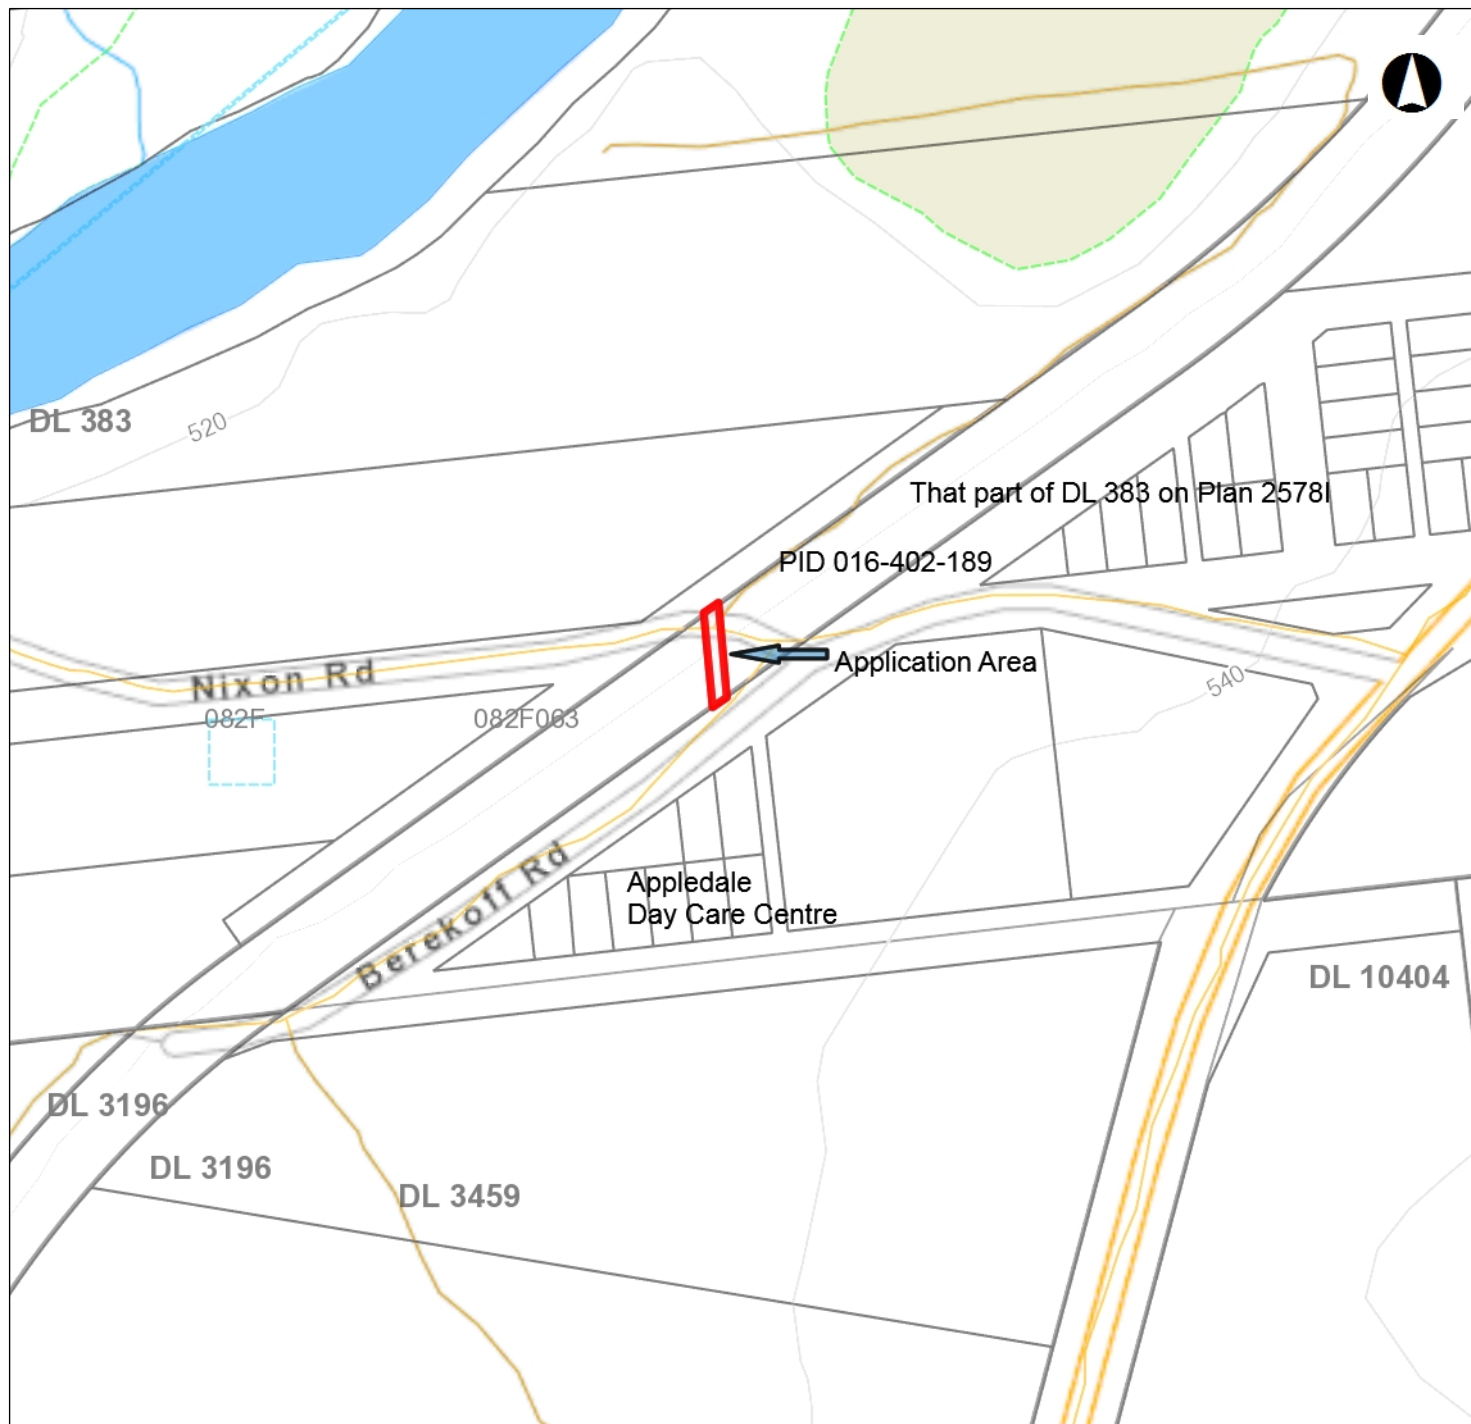 DL 383
520
That part of DL 383 on Plan 2578I
PID 016-402-189
Nixon Rd
Application Area
540
082F
082F063
Berekoff Rd
Appledale
Day Care Centre
DL 10404
DL 3196
DL 3196
DL 3459